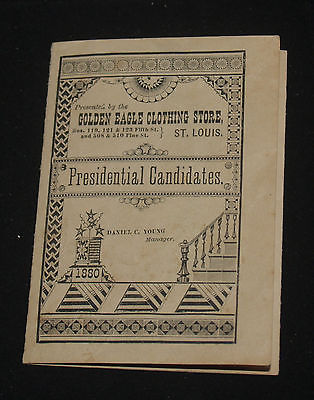 Presented by the
GOLDEN EAGLE CLOTHING STORE,
Nos. 119, 121 & 123 Fifth St.
and 508 & 510 Pine St. } ST. LOUIS.
Presidential Candidates.
DANIEL C. YOUNG
Manager.
1880